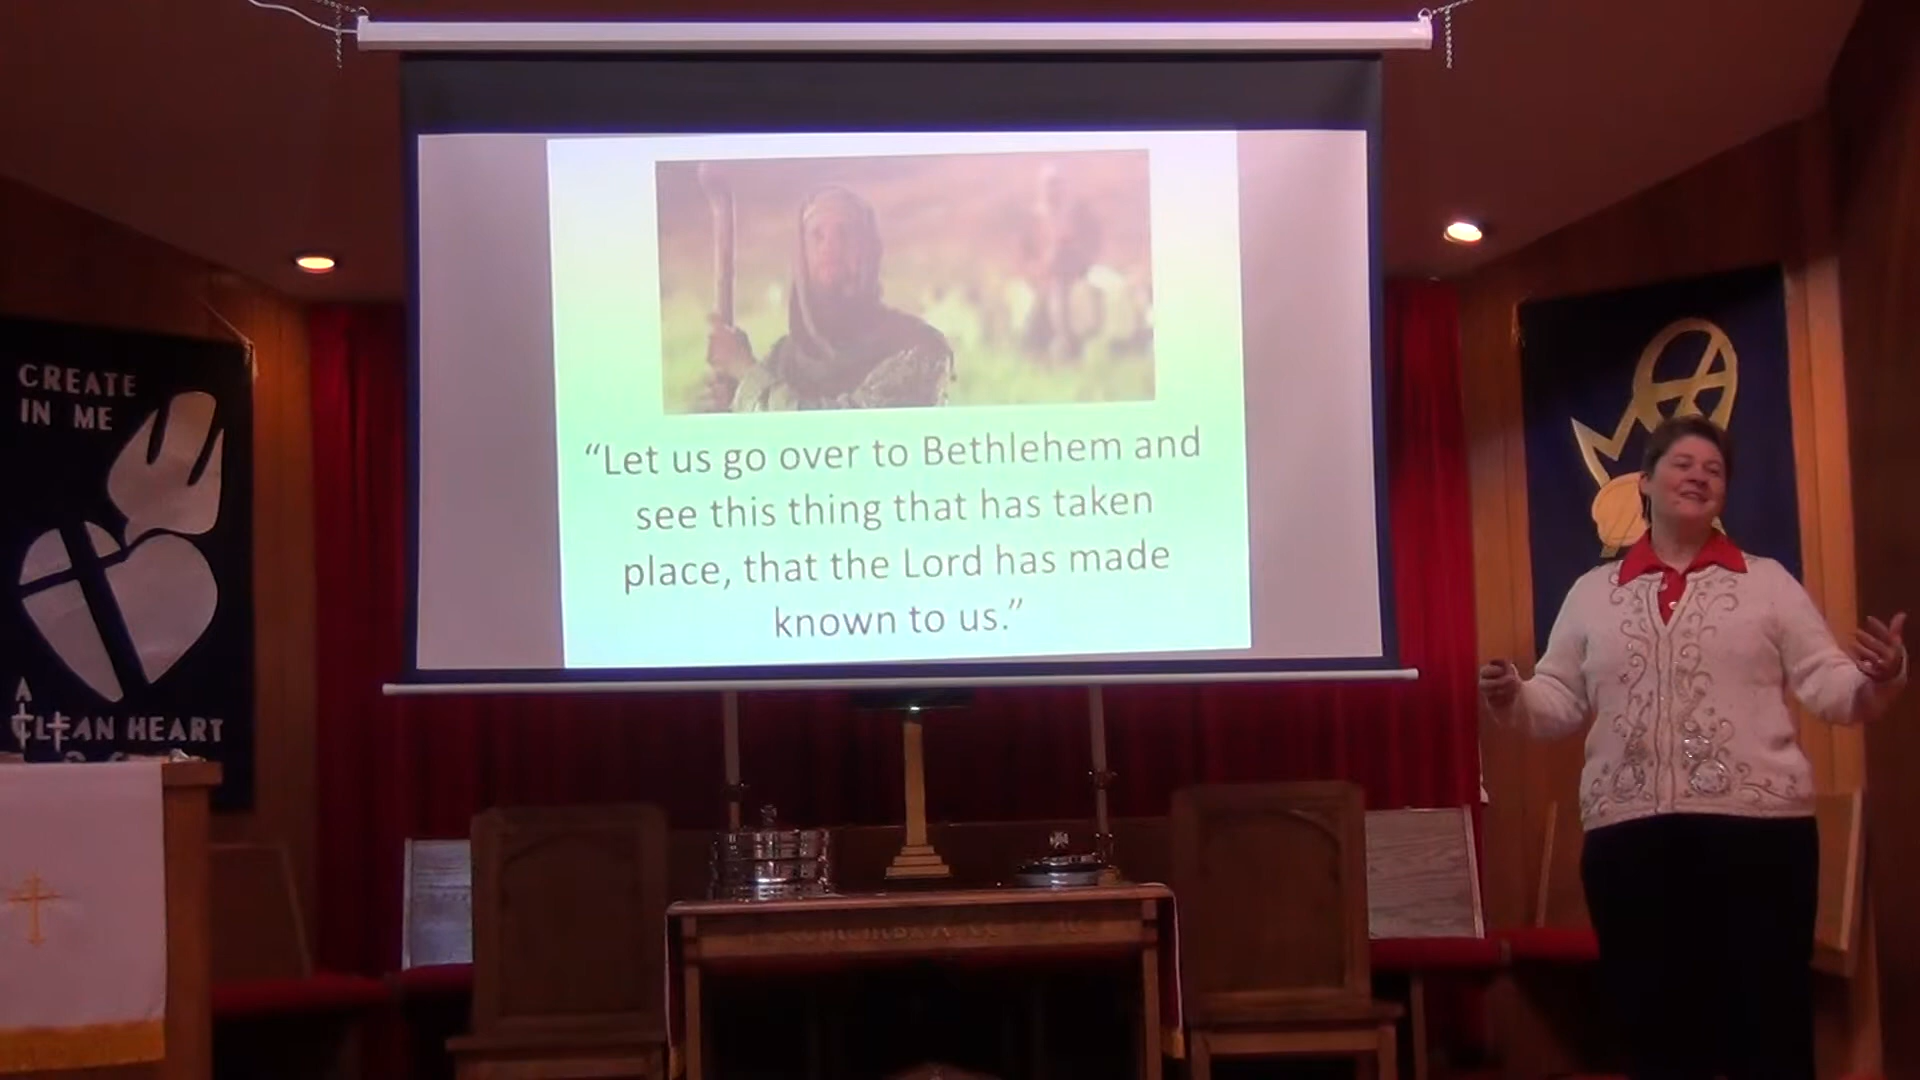 CREATE
IN ME
CLEAN HEART
“Let us go over to Bethlehem and
see this thing that has taken
place, that the Lord has made
known to us.”